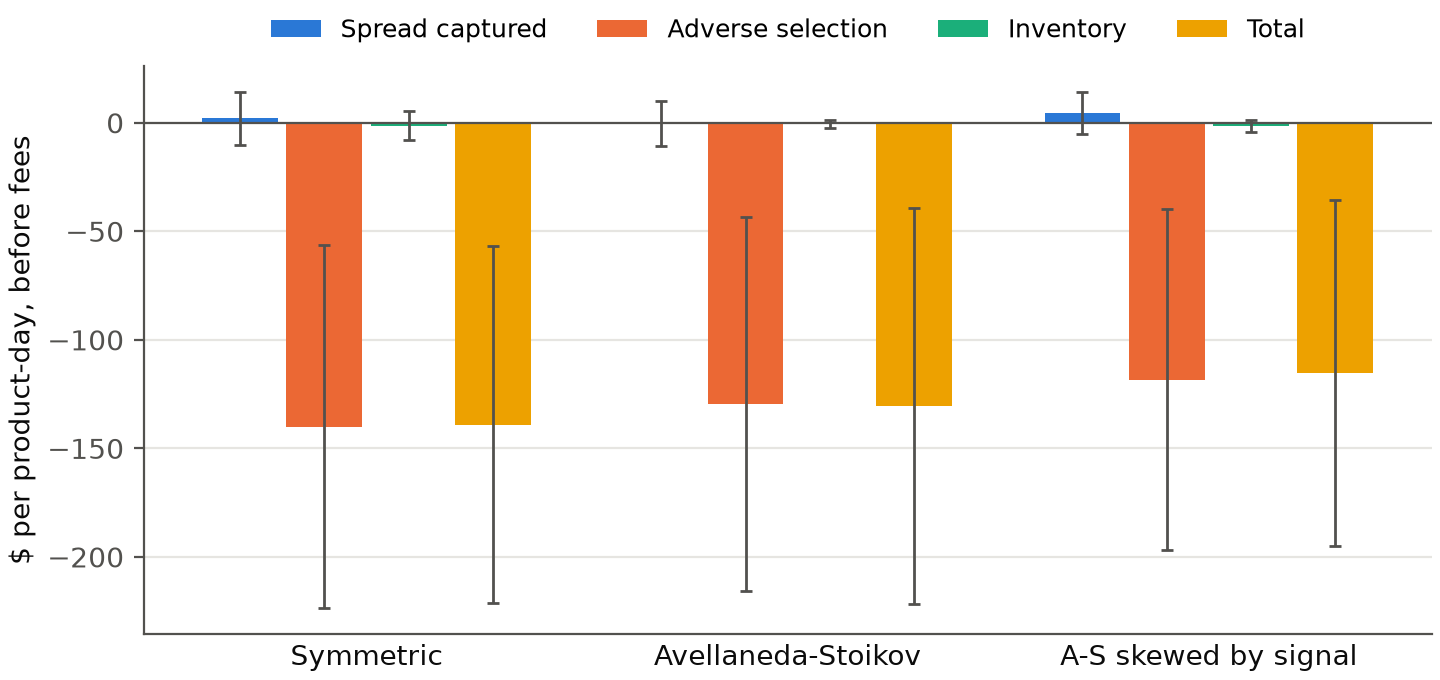 Spread captured Adverse selection Inventory Total
$ per product-day, before fees
0
−50
−100
−150
−200
Symmetric Avellaneda-Stoikov A-S skewed by signal